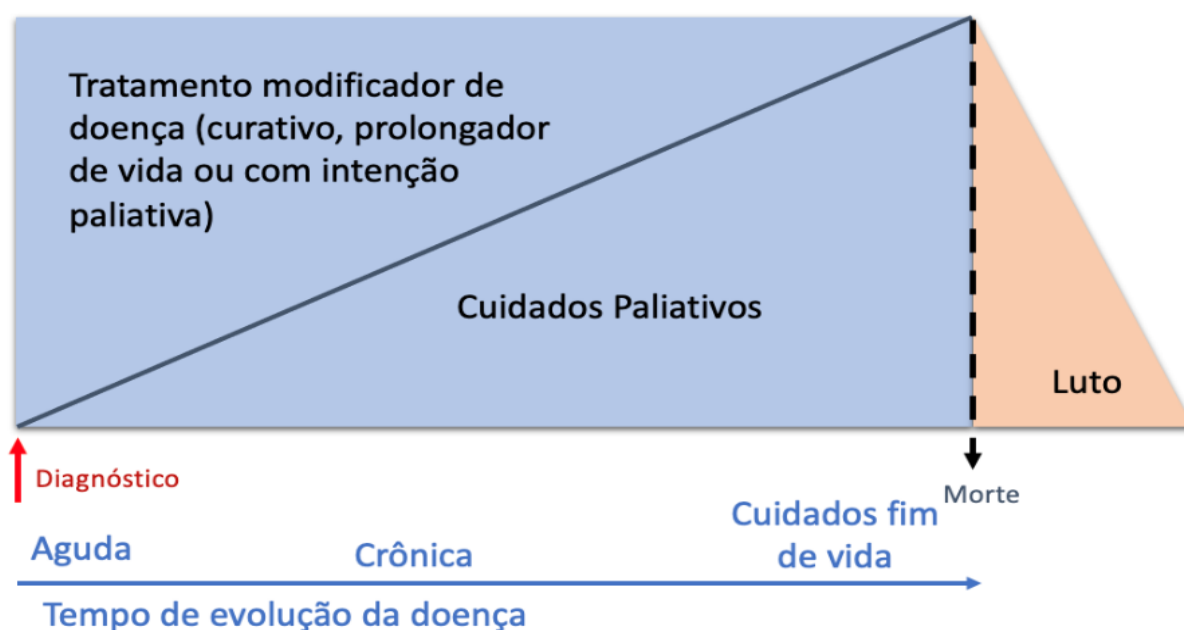 Tratamento modificador de
doença (curativo, prolongador
de vida ou com intenção
paliativa)
Cuidados Paliativos
Luto
Diagnóstico
Morte
Aguda
Crônica
Cuidados fim
de vida
Tempo de evolução da doença